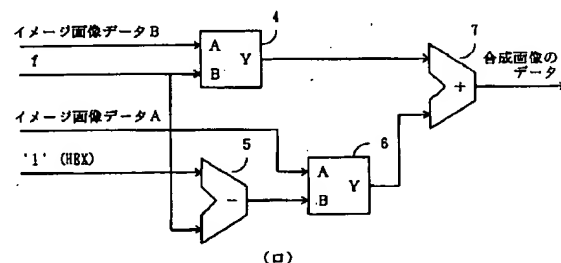 イメージ画像データB
f
イメージ画像データA
'1' (HEX)
A
B
Y
4
5
−
A
B
Y
6
7
+
合成画像の
データ
(ロ)